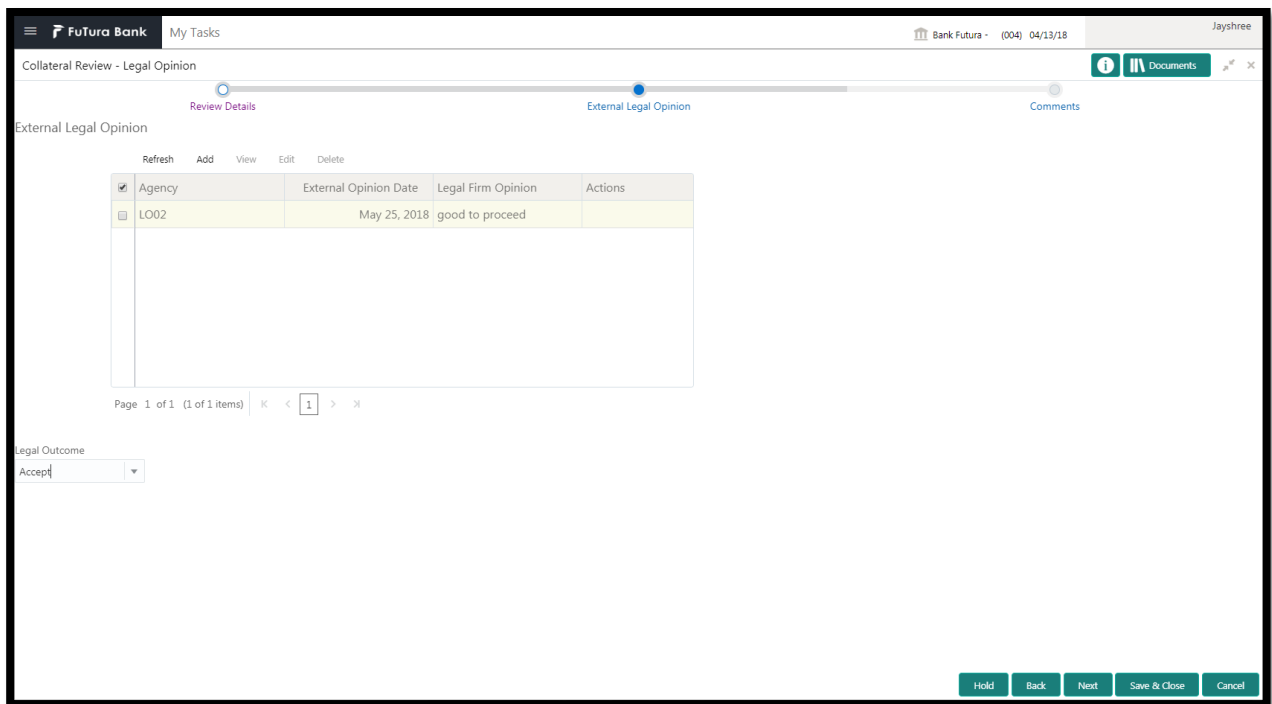 FuTura Bank My Tasks Bank Futura - (004) 04/13/18 Jayshree
Collateral Review - Legal Opinion i Documents
Review Details External Legal Opinion Comments
External Legal Opinion
Refresh Add View Edit Delete
Agency External Opinion Date Legal Firm Opinion Actions
LO02 May 25, 2018 good to proceed
Page 1 of 1 (1 of 1 items) 1
Legal Outcome
Accept
Hold Back Next Save & Close Cancel